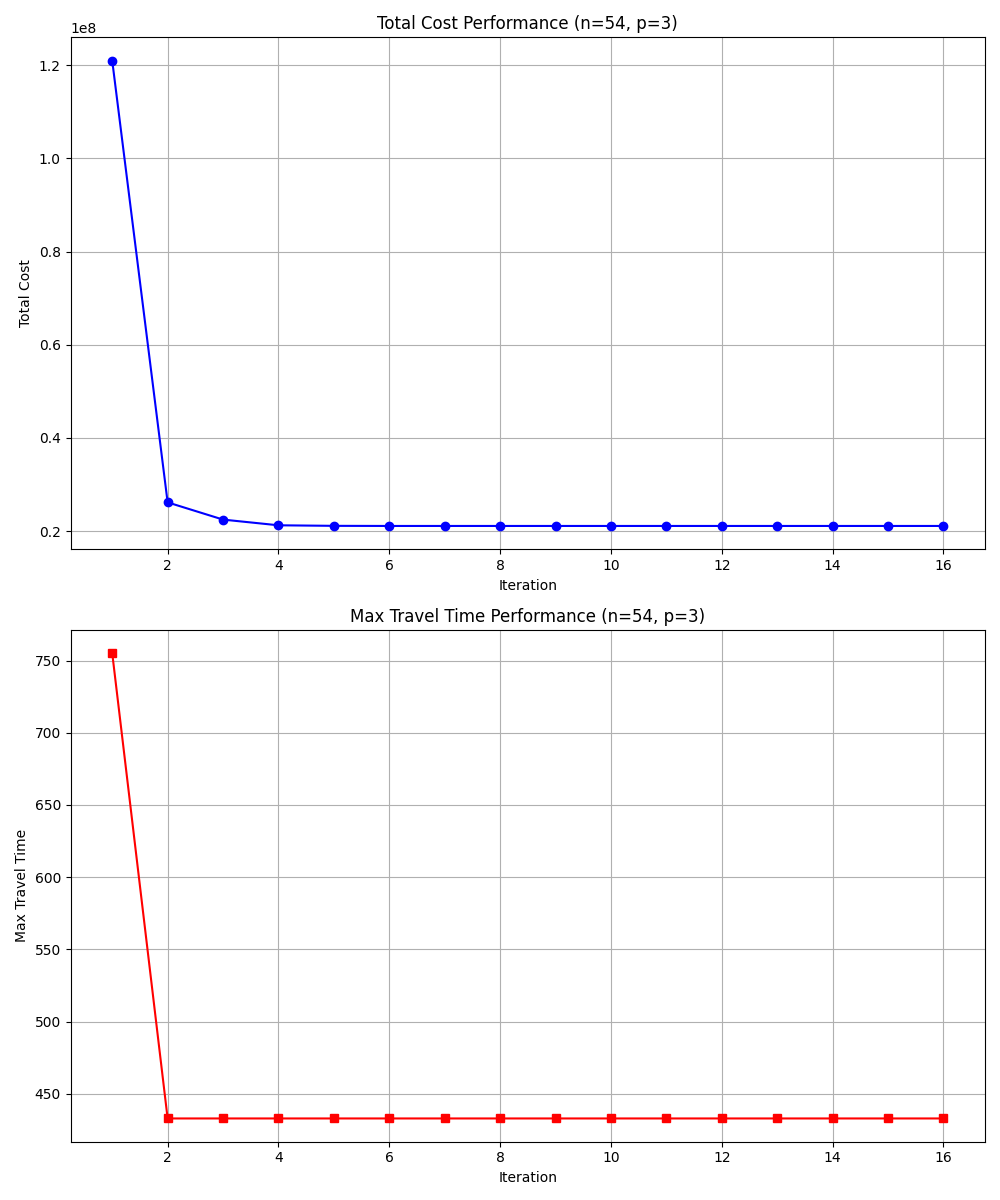 Total Cost Performance (n=54, p=3)
1e8
1.2
1.0
0.8
0.6
0.4
0.2
Total Cost
2 4 6 8 10 12 14 16
Iteration
Max Travel Time Performance (n=54, p=3)
750
700
650
600
550
500
450
Max Travel Time
2 4 6 8 10 12 14 16
Iteration